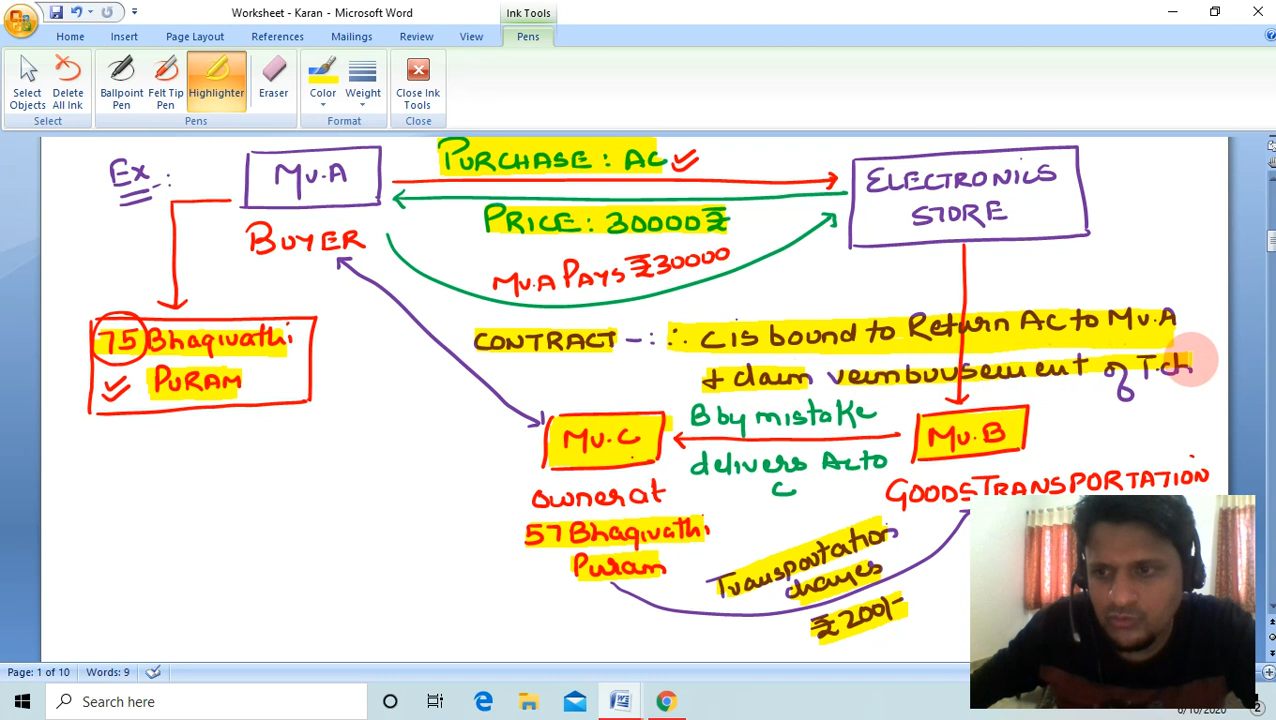 Worksheet - Karan - Microsoft Word
Ink Tools
Home Insert Page Layout References Mailings Review View Pens
Select Objects
Delete All Ink
Ballpoint Pen
Felt Tip Pen
Highlighter
Eraser
Color
Weight
Close Ink Tools
Select Pens Format Close
Ex -:
Mr.A
BUYER
PURCHASE: AC
PRICE: 30000₹
Mr.A Pays ₹30000
ELECTRONICS
STORE
75 Bhagivathi
PURAM
CONTRACT -: ∴ C is bound to Return AC to Mr.A
& claim reimbursement of T.ch
Mr.C
B by mistake
delivers Ac to
C
Mr.B
GOODS TRANSPORTATION
owner at
57 Bhagivathi
Puram
Transportation
charges
₹200/-
Page: 1 of 10 Words: 9
Search here